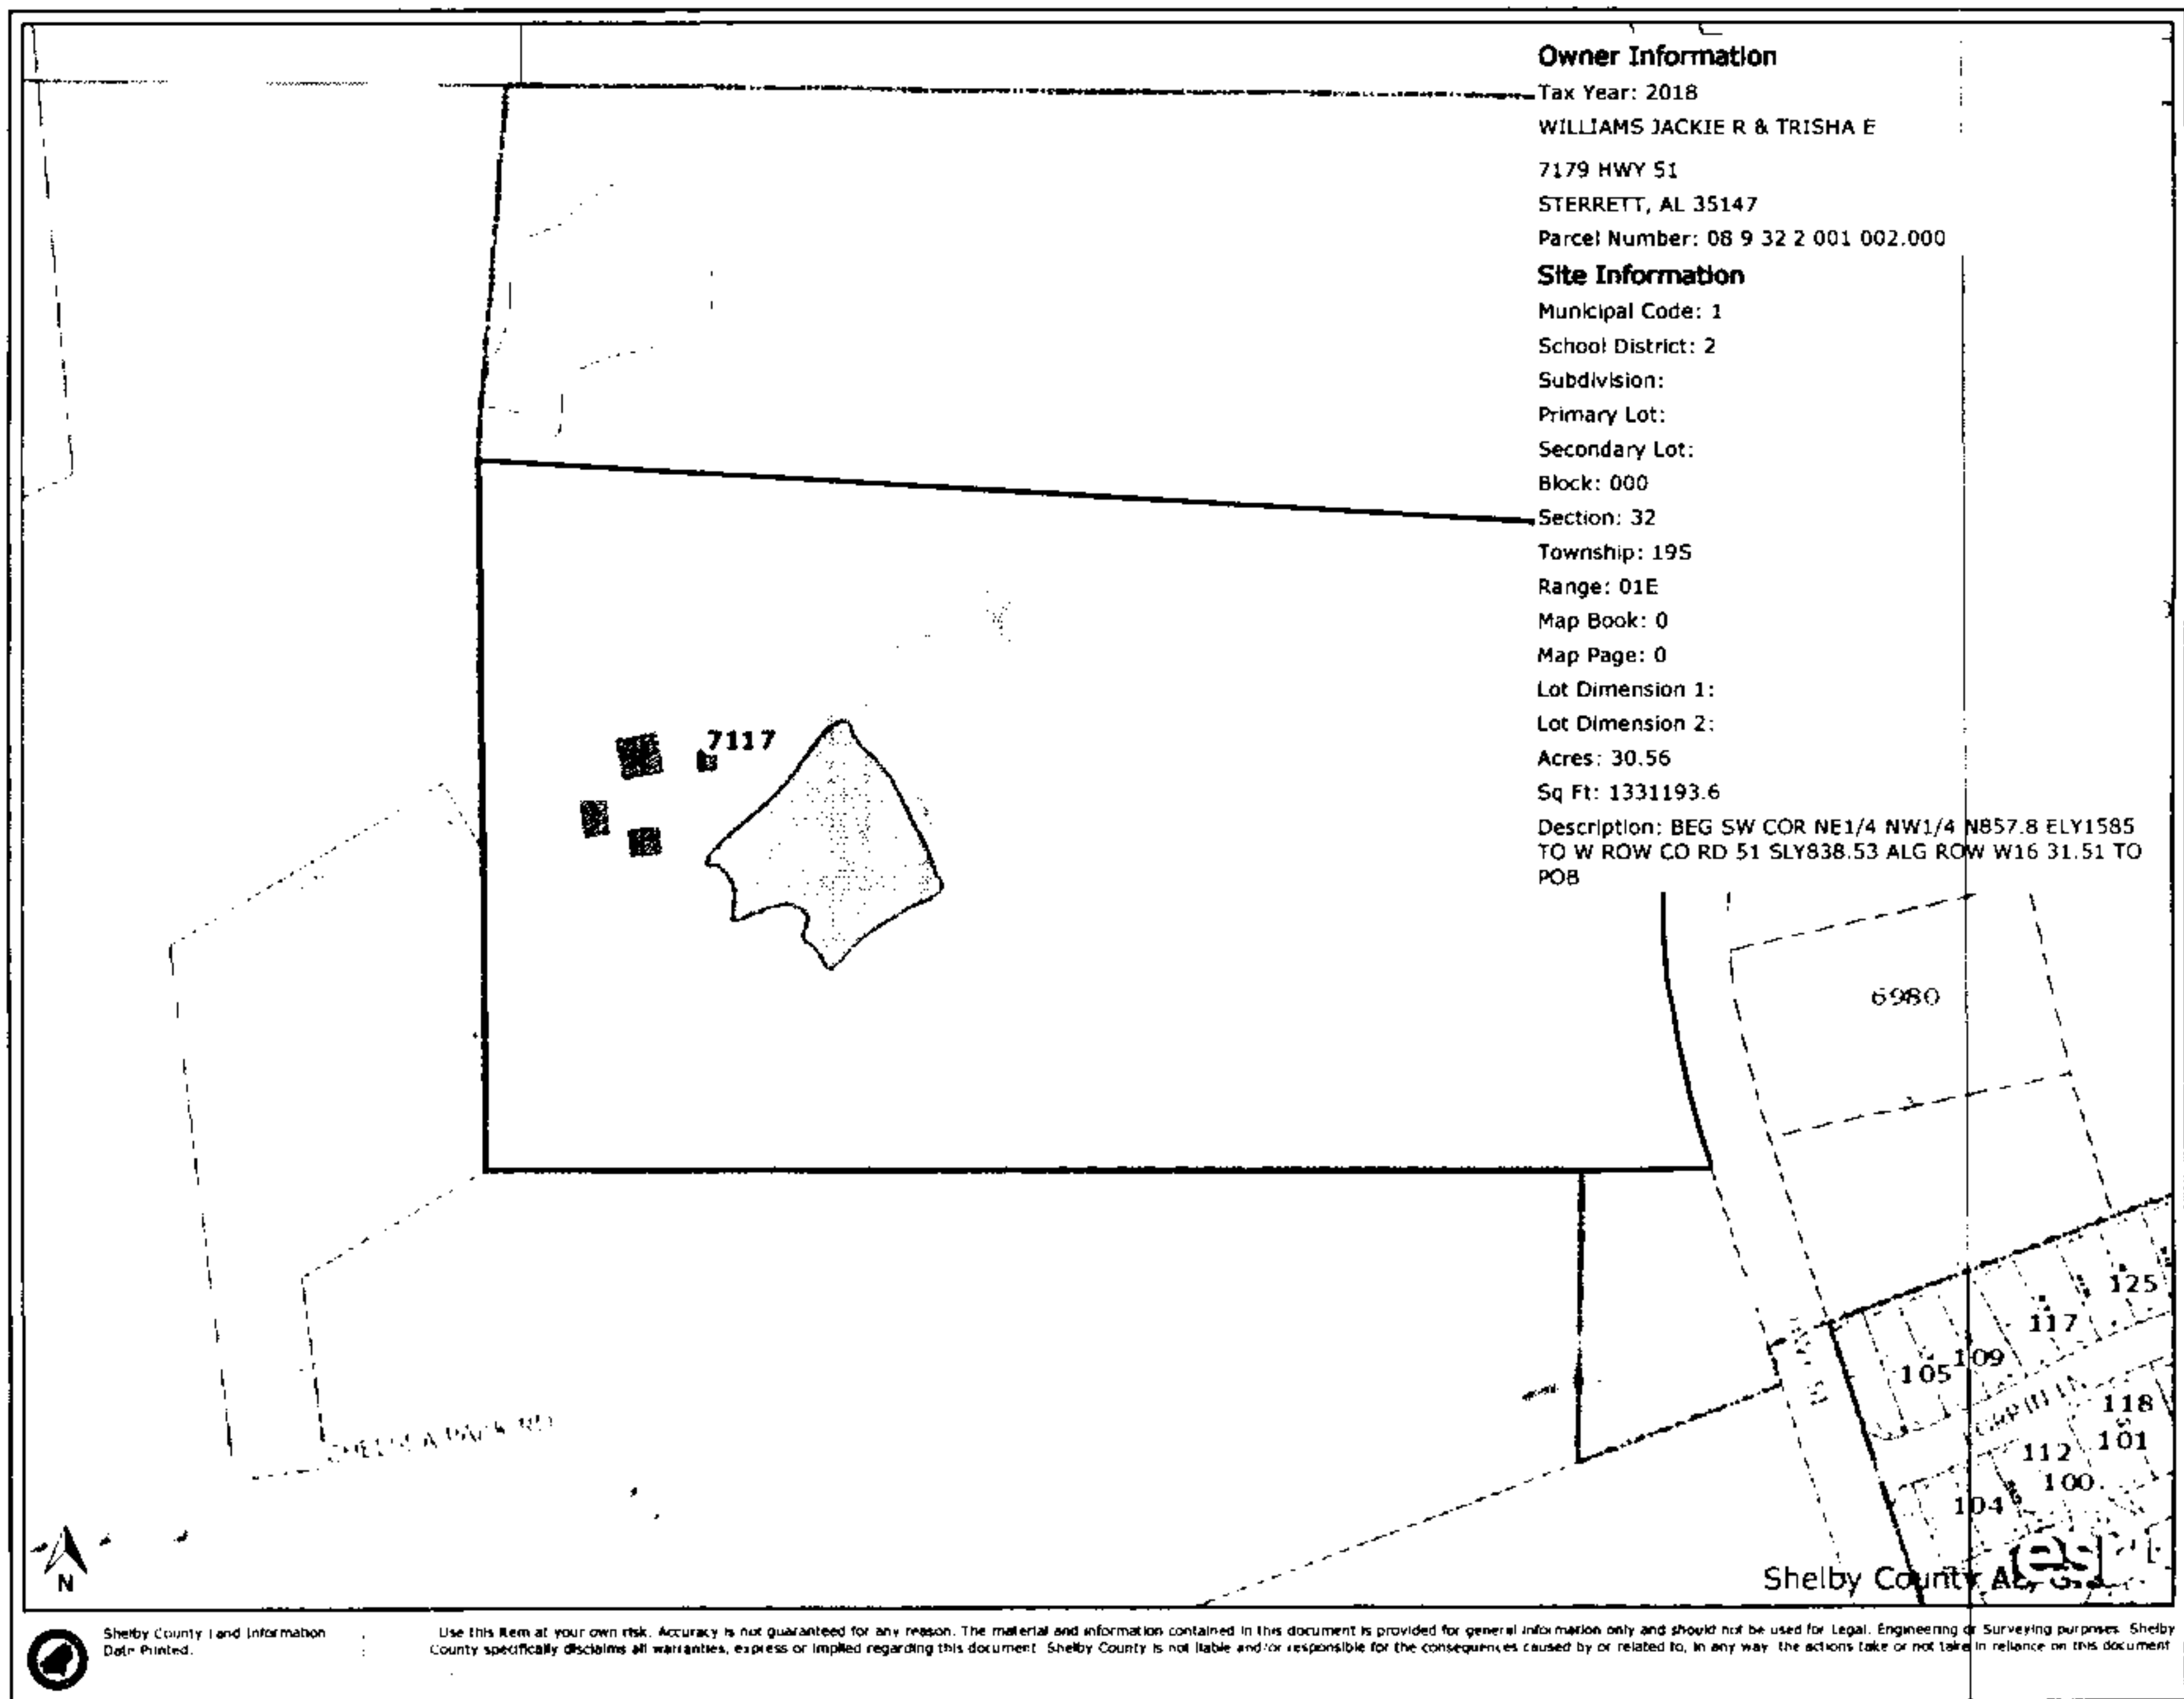 Owner Information
Tax Year: 2018
WILLIAMS JACKIE R & TRISHA E
7179 HWY 51
STERRETT, AL 35147
Parcel Number: 08 9 32 2 001 002.000
Site Information
Municipal Code: 1
School District: 2
Subdivision:
Primary Lot:
Secondary Lot:
Block: 000
Section: 32
Township: 19S
Range: 01E
Map Book: 0
Map Page: 0
Lot Dimension 1:
Lot Dimension 2:
Acres: 30.56
Sq Ft: 1331193.6
Description: BEG SW COR NE1/4 NW1/4 N857.8 ELY1585
TO W ROW CO RD 51 SLY838.53 ALG ROW W16 31.51 TO
POB
7117
6980
125
117
109
105
118
101
112
100
104
PARK RD
N
esri
Shelby County AL,
Shelby County Land Information
Date Printed:
Use this item at your own risk. Accuracy is not guaranteed for any reason. The material and information contained in this document is provided for general information only and should not be used for Legal, Engineering or Surveying purposes. Shelby
County specifically disclaims all warranties, express or implied regarding this document. Shelby County is not liable and/or responsible for the consequences caused by or related to, in any way, the actions take or not take in reliance on this document